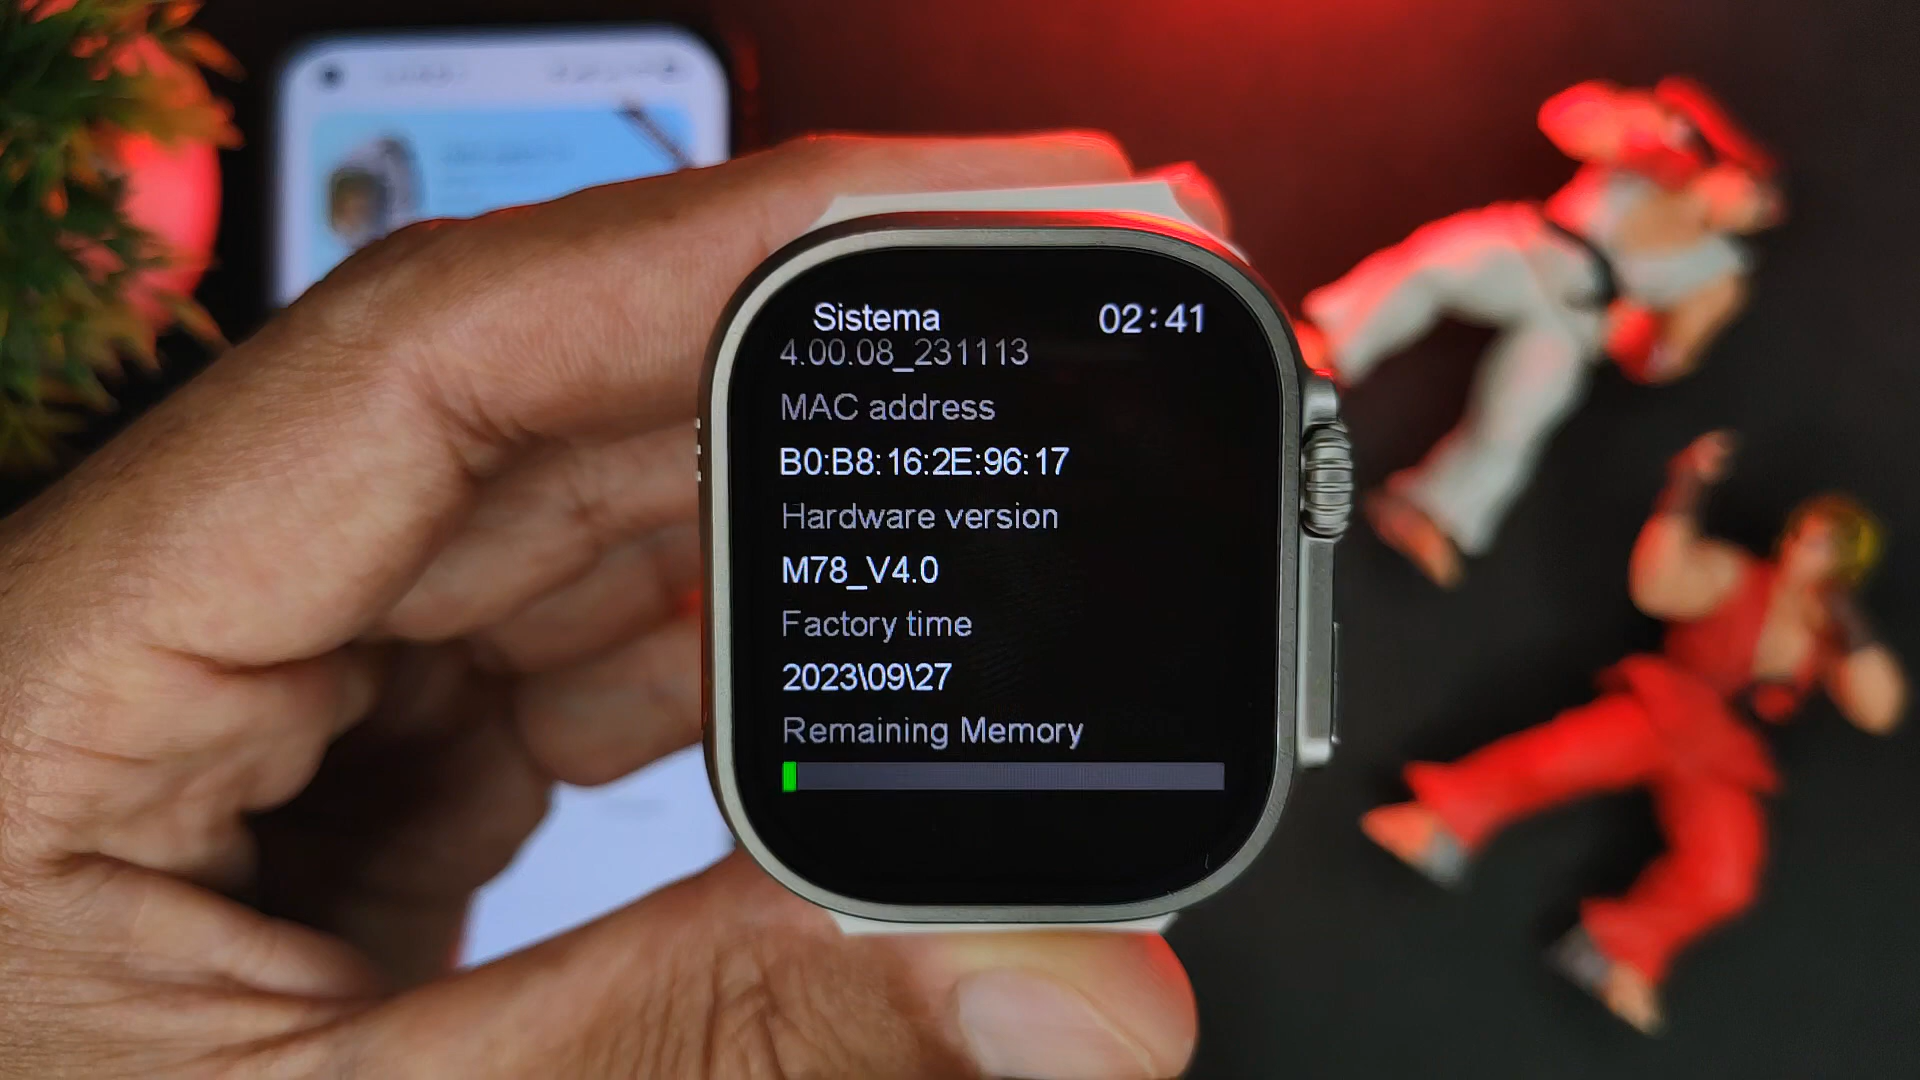 Sistema 02:41
4.00.08_231113
MAC address
B0:B8:16:2E:96:17
Hardware version
M78_V4.0
Factory time
2023\09\27
Remaining Memory